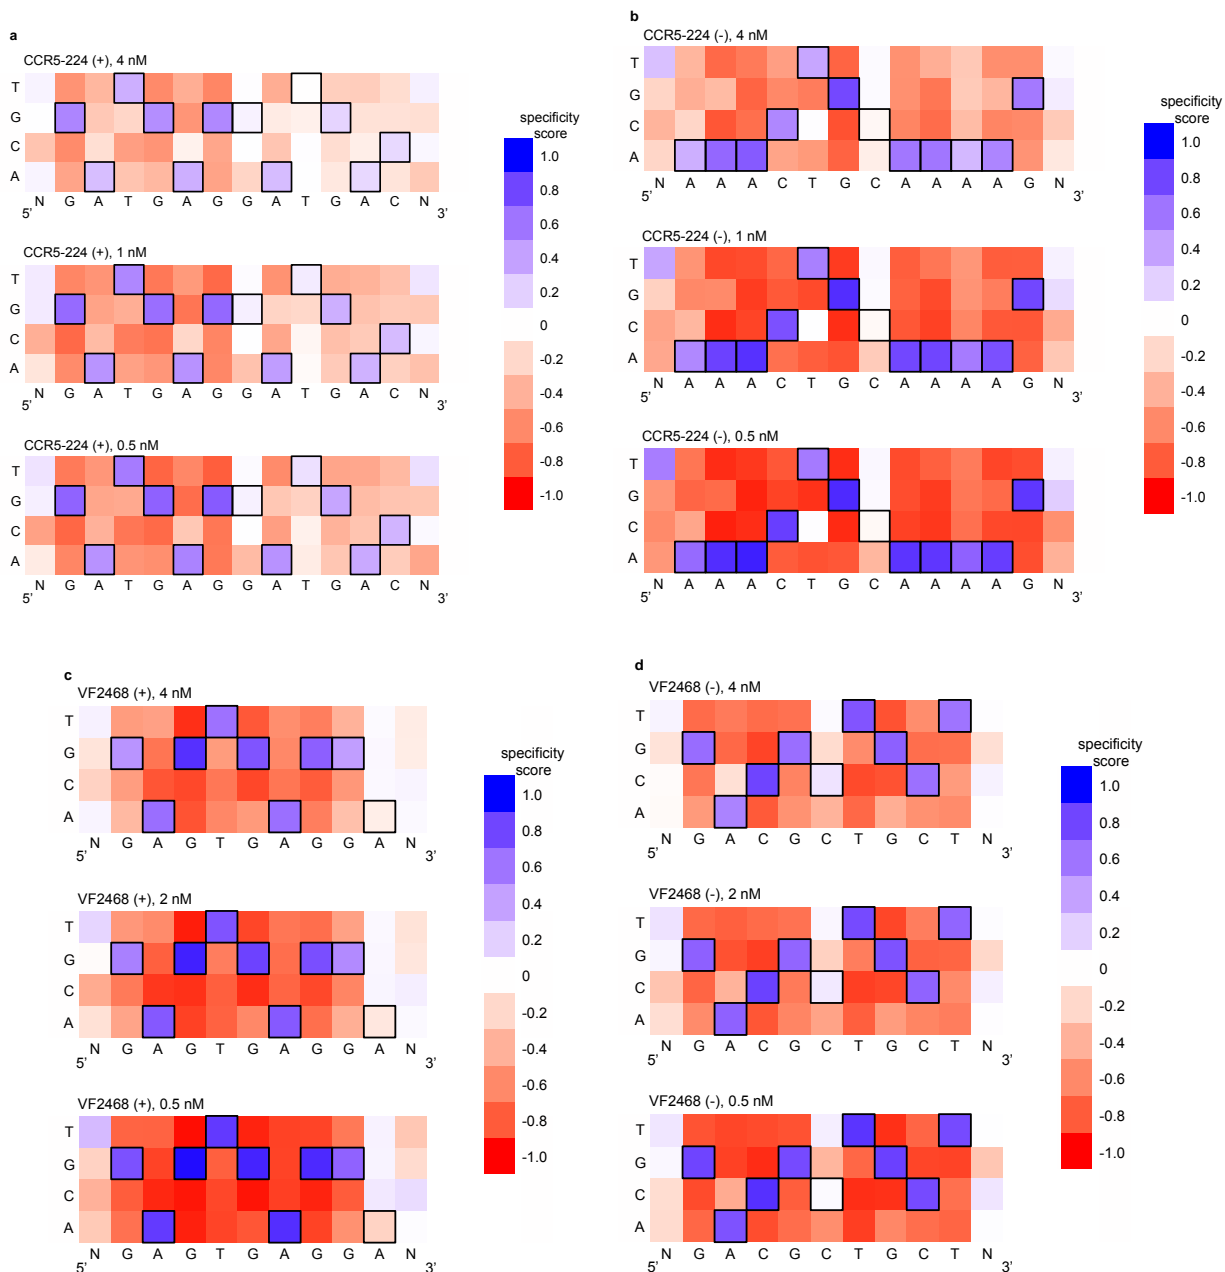 a
CCR5-224 (+), 4 nM
T
G
C
A
N G A T G A G G A T G A C N
5' 3'
CCR5-224 (+), 1 nM
T
G
C
A
N G A T G A G G A T G A C N
5' 3'
CCR5-224 (+), 0.5 nM
T
G
C
A
N G A T G A G G A T G A C N
5' 3'
specificity
score
1.0
0.8
0.6
0.4
0.2
0
-0.2
-0.4
-0.6
-0.8
-1.0
b
CCR5-224 (-), 4 nM
T
G
C
A
N A A A C T G C A A A A G N
5' 3'
CCR5-224 (-), 1 nM
T
G
C
A
N A A A C T G C A A A A G N
5' 3'
CCR5-224 (-), 0.5 nM
T
G
C
A
N A A A C T G C A A A A G N
5' 3'
specificity
score
1.0
0.8
0.6
0.4
0.2
0
-0.2
-0.4
-0.6
-0.8
-1.0
c
VF2468 (+), 4 nM
T
G
C
A
N G A G T G A G G A N
5' 3'
VF2468 (+), 2 nM
T
G
C
A
N G A G T G A G G A N
5' 3'
VF2468 (+), 0.5 nM
T
G
C
A
N G A G T G A G G A N
5' 3'
specificity
score
1.0
0.8
0.6
0.4
0.2
0
-0.2
-0.4
-0.6
-0.8
-1.0
d
VF2468 (-), 4 nM
T
G
C
A
N G A C G C T G C T N
5' 3'
VF2468 (-), 2 nM
T
G
C
A
N G A C G C T G C T N
5' 3'
VF2468 (-), 0.5 nM
T
G
C
A
N G A C G C T G C T N
5' 3'
specificity
score
1.0
0.8
0.6
0.4
0.2
0
-0.2
-0.4
-0.6
-0.8
-1.0